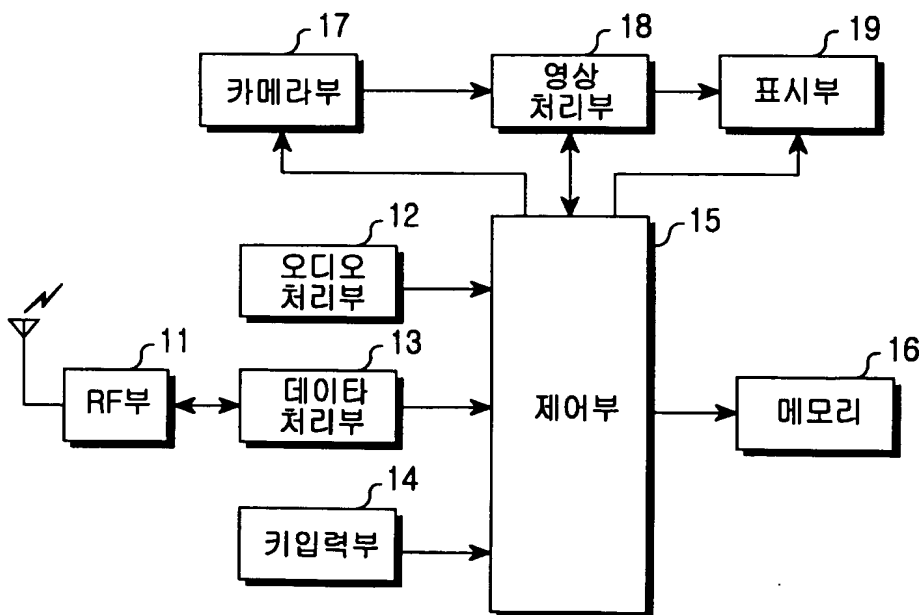 17
카메라부
18
영상
처리부
19
표시부
12
오디오
처리부
15
제어부
11
RF부
13
데이타
처리부
16
메모리
14
키입력부